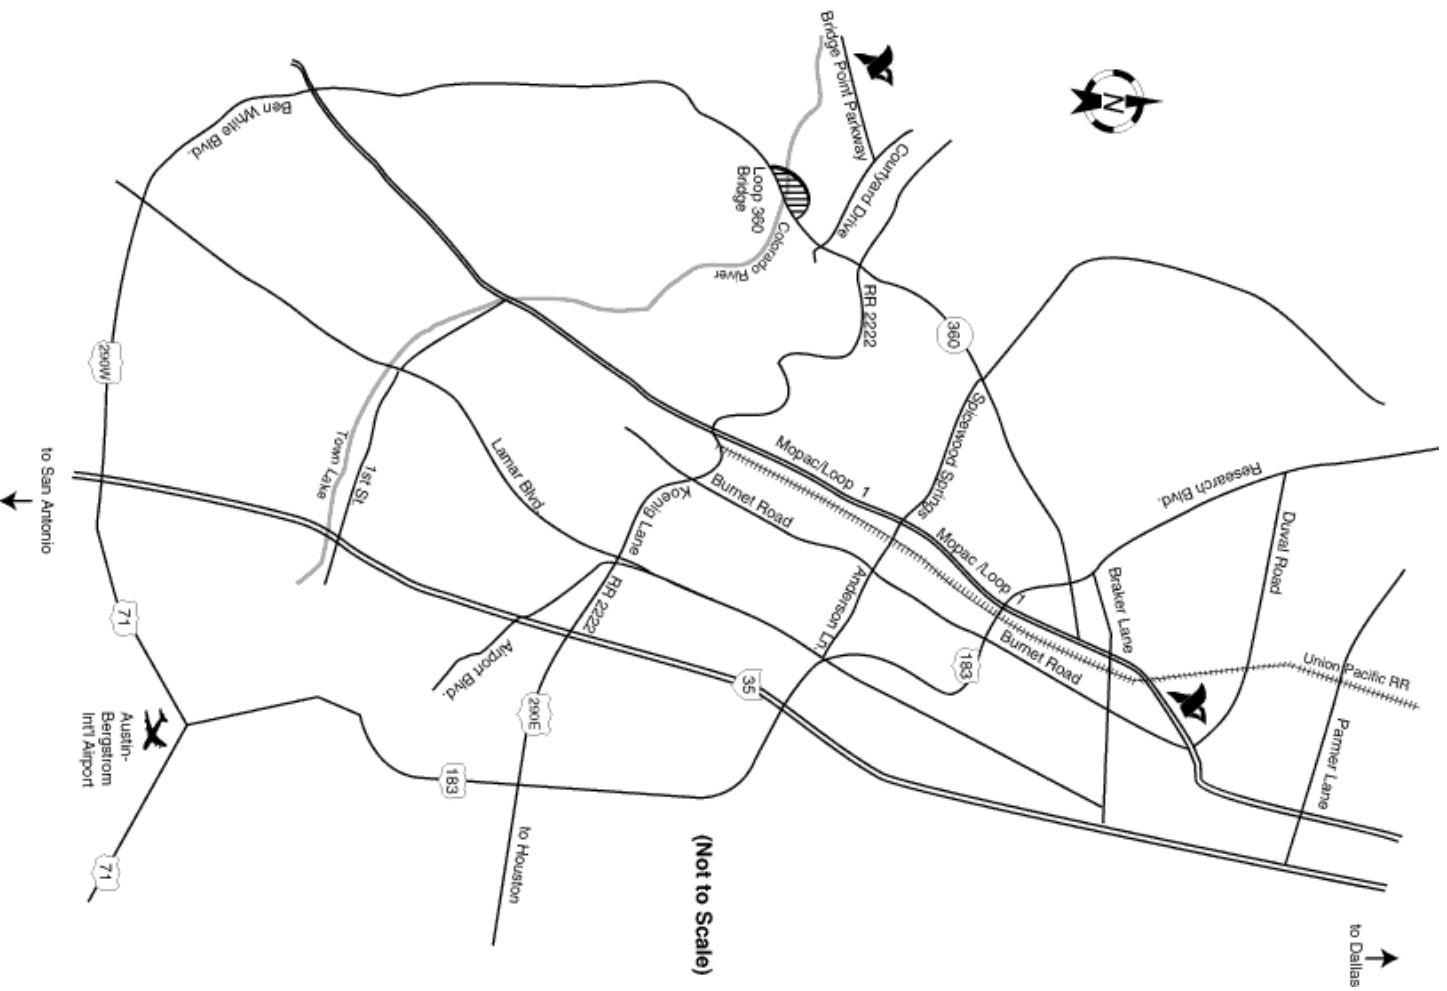 Bridge Point Parkway
N
Courtyard Drive
Loop 360
Bridge
Colorado River
Ben White Blvd.
RR 2222
360
Spicewood Springs
290W
Town Lake
1st St.
Lamar Blvd.
Koenig Lane
Burnet Road
Mopac/Loop 1
Mopac /Loop 1
Research Blvd.
Duval Road
Braker Lane
Anderson Ln.
RR 2222
Airport Blvd.
183
Burnet Road
Union Pacific RR
Parmer Lane
35
290E
71
to San Antonio
Austin-
Bergstrom
Int'l Airport
183
71
to Houston
(Not to Scale)
to Dallas